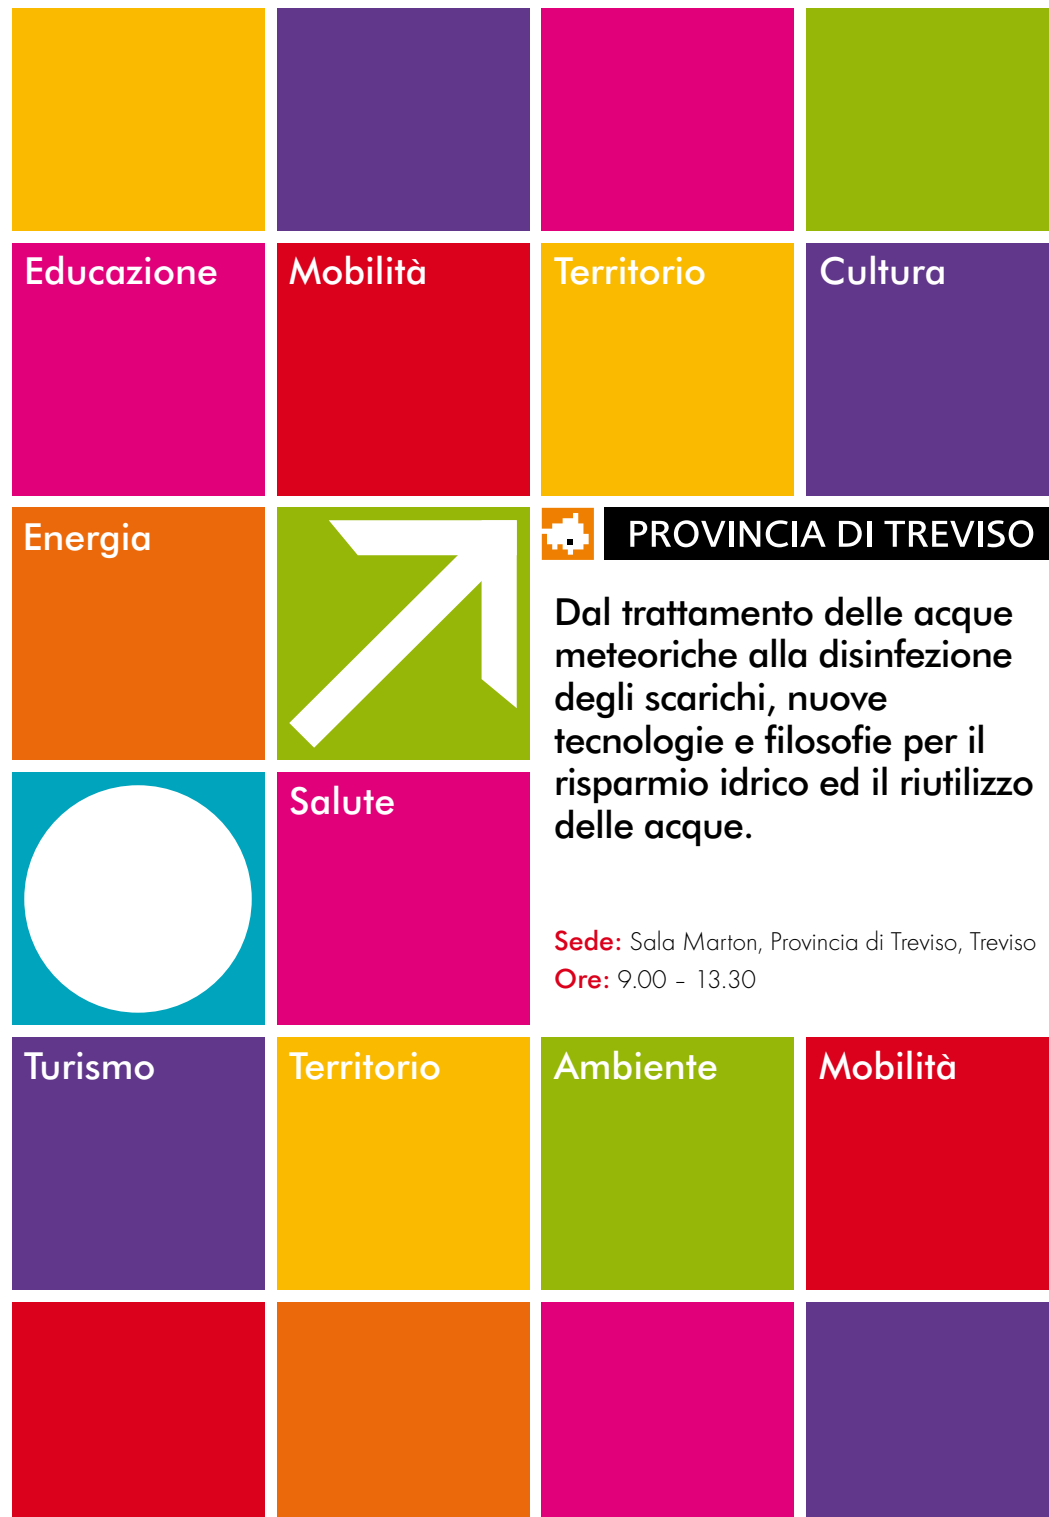 Educazione
Mobilità
Territorio
Cultura
Energia
PROVINCIA DI TREVISO
Dal trattamento delle acque
meteoriche alla disinfezione
degli scarichi, nuove
tecnologie e filosofie per il
risparmio idrico ed il riutilizzo
delle acque.
Salute
Sede: Sala Marton, Provincia di Treviso, Treviso
Ore: 9.00 – 13.30
Turismo
Territorio
Ambiente
Mobilità